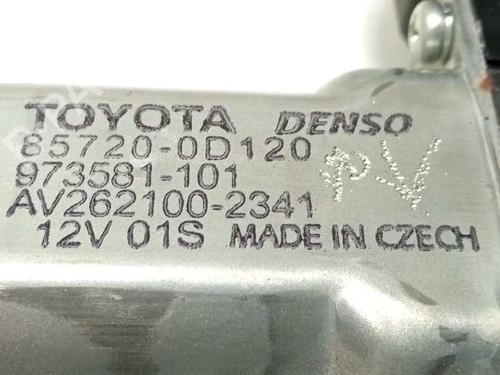 TOYOTA DENSO
85720-0D120
973581-101
AV262100-2341
12V 01S MADE IN CZECH